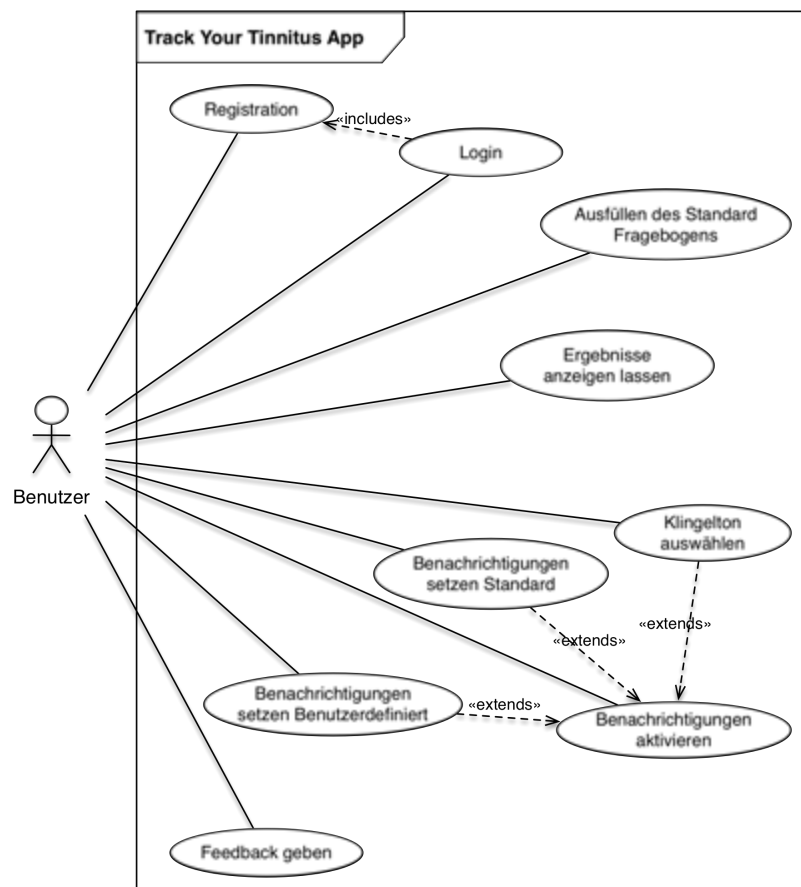 Track Your Tinnitus App
Registration
«includes»
Login
Ausfüllen des Standard
Fragebogens
Ergebnisse
anzeigen lassen
Benutzer
Klingelton
auswählen
Benachrichtigungen
setzen Standard
«extends»
«extends»
Benachrichtigungen
setzen Benutzerdefiniert
«extends»
Benachrichtigungen
aktivieren
Feedback geben